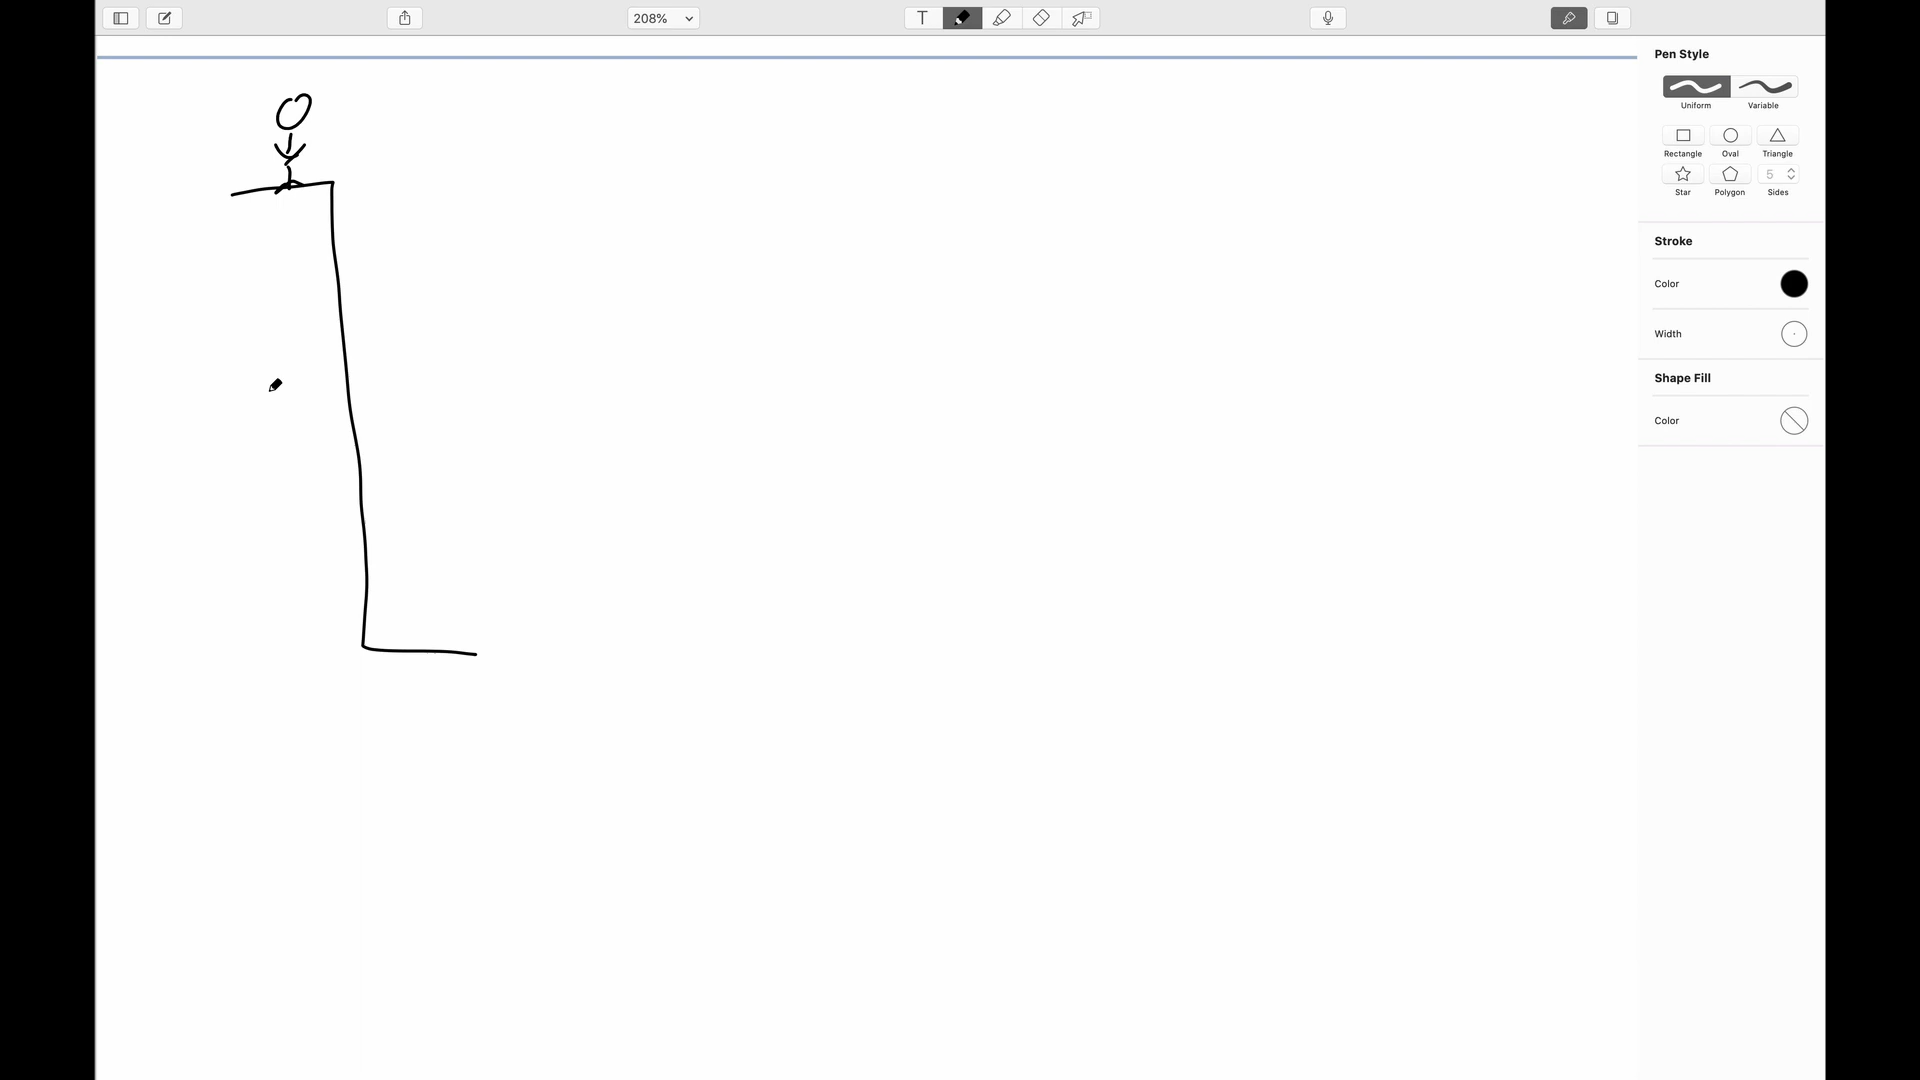 208%
T
Pen Style
Uniform Variable
Rectangle Oval Triangle
5
Star Polygon Sides
Stroke
Color
Width
Shape Fill
Color